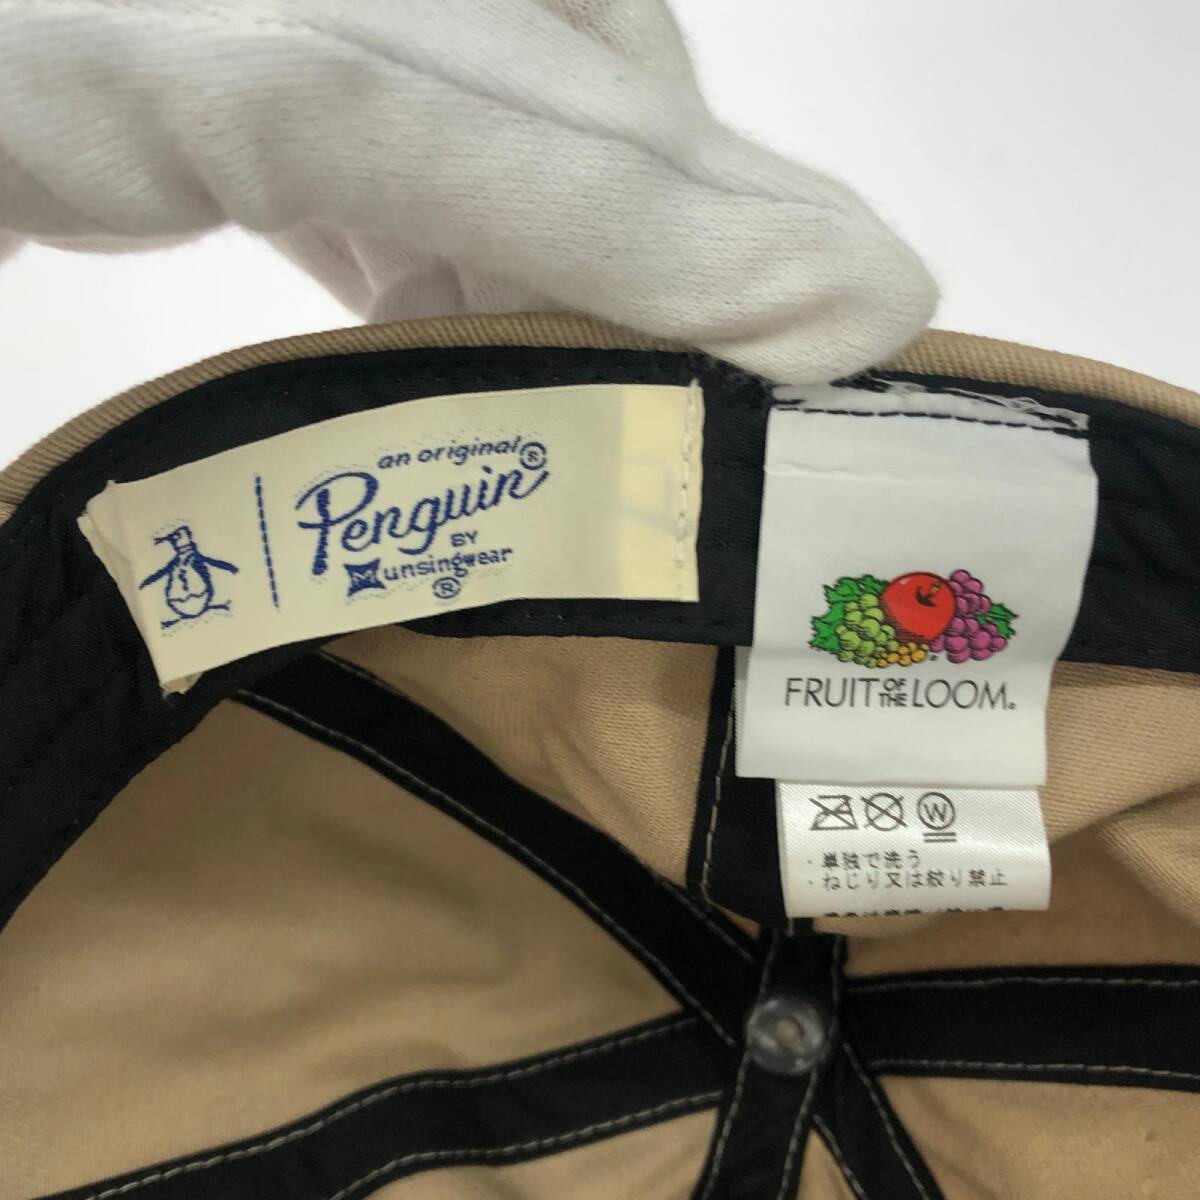 an original®
Penguin
BY
Munsingwear
®
FRUIT OF THE LOOM®
W
・単独で洗う
・ねじり又は絞り禁止